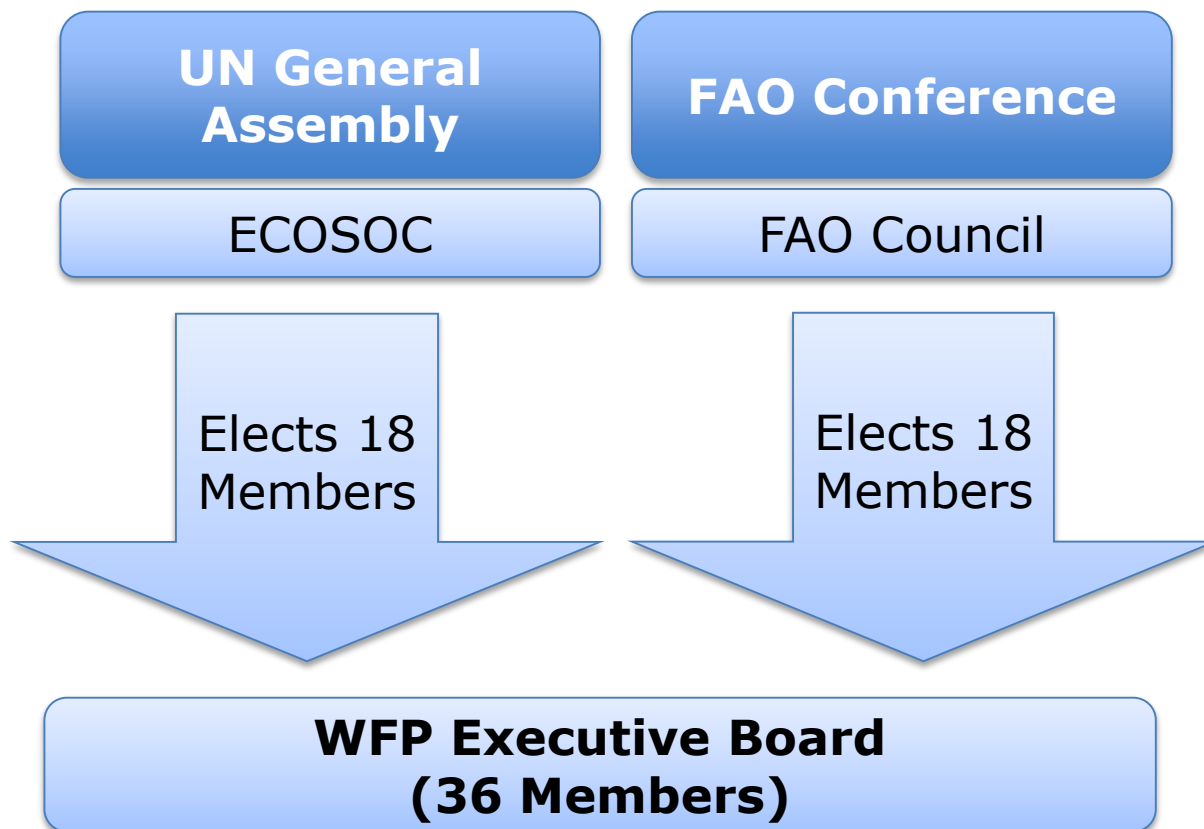 UN General
Assembly
FAO Conference
ECOSOC
FAO Council
Elects 18
Members
Elects 18
Members
WFP Executive Board
(36 Members)